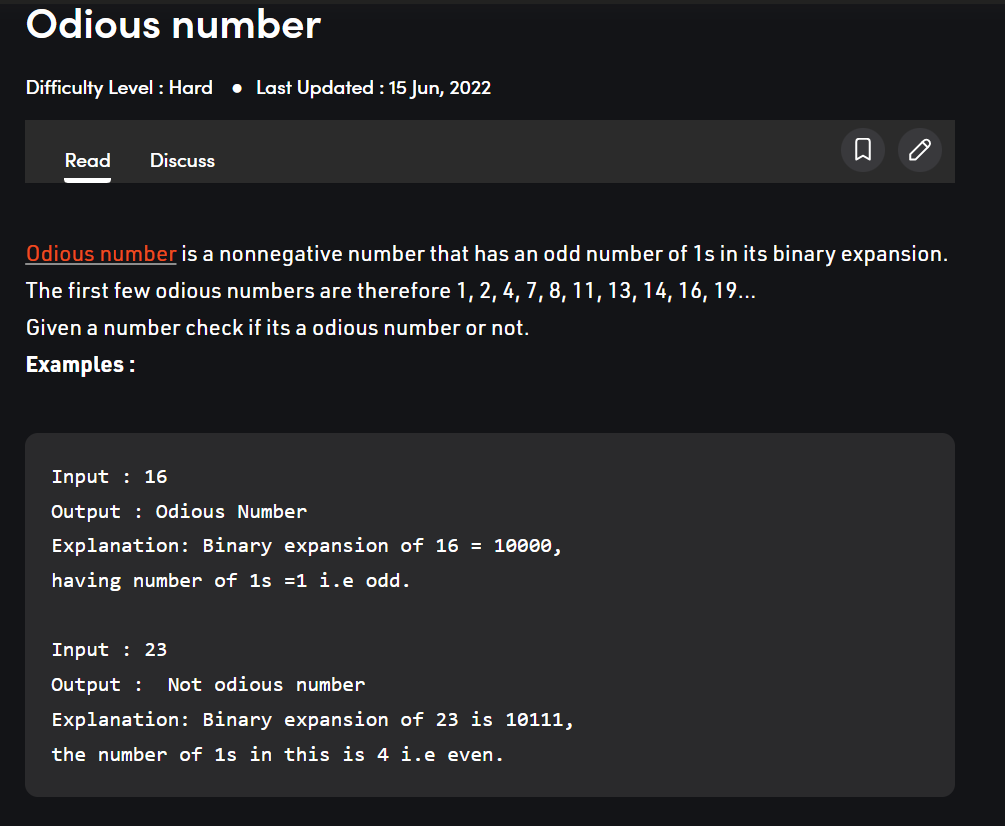 Odious number
Difficulty Level : Hard ● Last Updated : 15 Jun, 2022
Read Discuss
Odious number is a nonnegative number that has an odd number of 1s in its binary expansion.
The first few odious numbers are therefore 1, 2, 4, 7, 8, 11, 13, 14, 16, 19...
Given a number check if its a odious number or not.
Examples :
Input : 16
Output : Odious Number
Explanation: Binary expansion of 16 = 10000,
having number of 1s =1 i.e odd.
Input : 23
Output :  Not odious number
Explanation: Binary expansion of 23 is 10111,
the number of 1s in this is 4 i.e even.